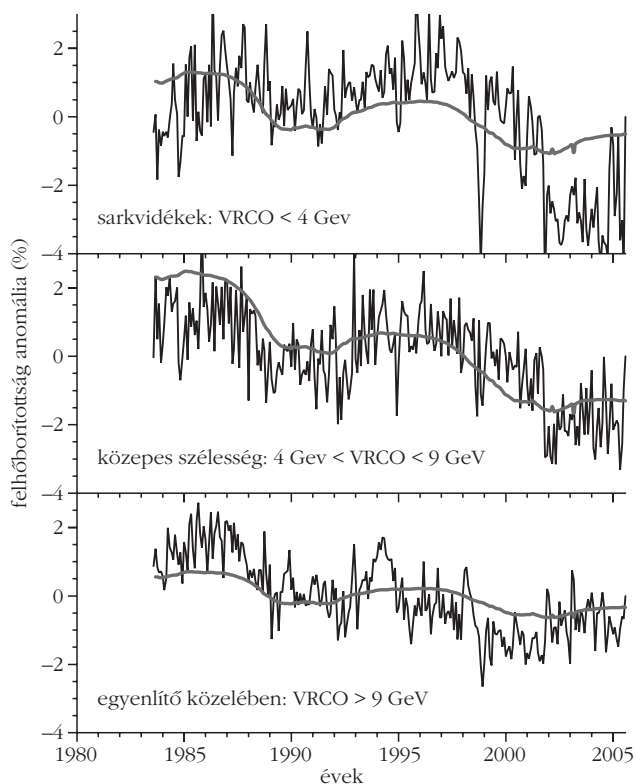 felhőborítottság anomália (%)
2
0
−2
−4
sarkvidékek: VRCO < 4 Gev
2
0
−2
−4
közepes szélesség: 4 Gev < VRCO < 9 GeV
2
0
−2
−4
egyenlítő közelében: VRCO > 9 GeV
1980 1985 1990 1995 2000 2005
évek